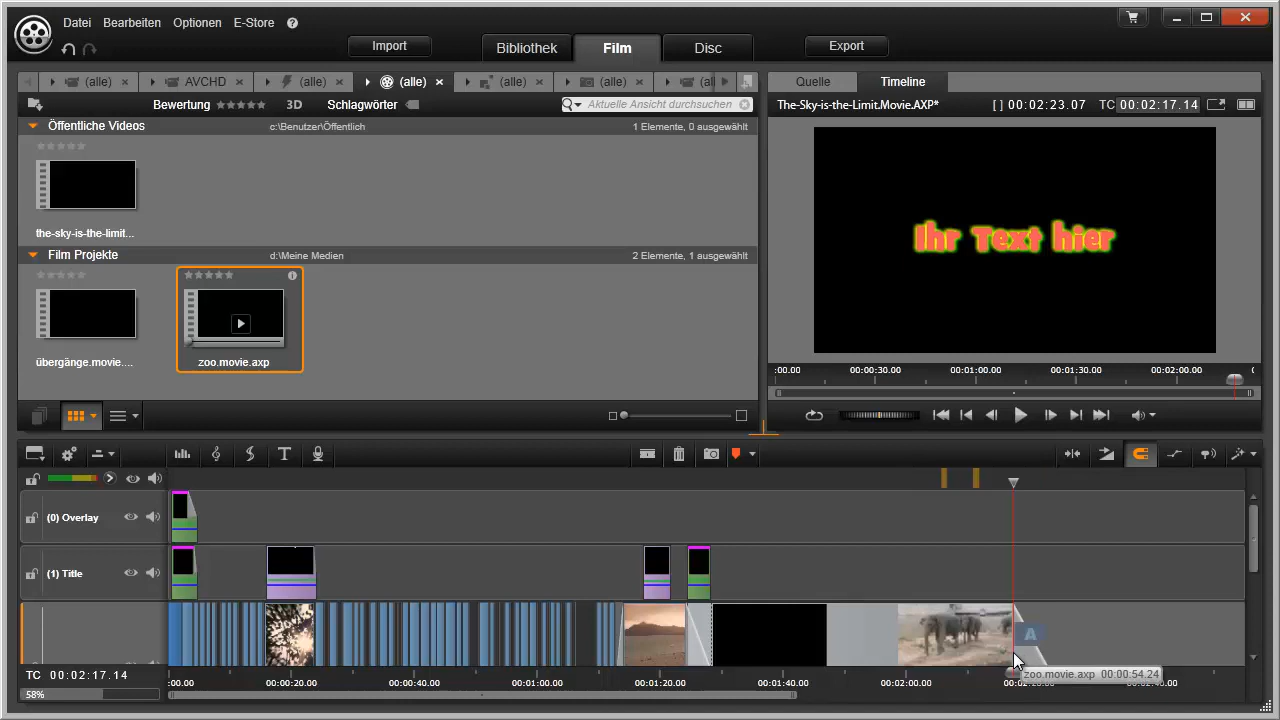 Datei Bearbeiten Optionen E-Store ?
Import Bibliothek Film Disc Export
(alle) AVCHD (alle) (alle) (alle) (alle) (al
Quelle Timeline
Bewertung 3D Schlagwörter Aktuelle Ansicht durchsuchen
The-Sky-is-the-Limit.Movie.AXP* [ ] 00:02:23.07 TC 00:02:17.14
Öffentliche Videos c:\Benutzer\Öffentlich 1 Elemente, 0 ausgewählt
the-sky-is-the-limit...
Film Projekte d:\Meine Medien 2 Elemente, 1 ausgewählt
übergänge.movie.... zoo.movie.axp
Ihr Text hier
:00.00 00:00:30.00 00:01:00.00 00:01:30.00 00:02:00.00
(0) Overlay
(1) Title
A
zoo.movie.axp 00:00:54.24
TC 00:02:17.14
:00.00 00:00:20.00 00:00:40.00 00:01:00.00 00:01:20.00 00:01:40.00 00:02:00.00
58%